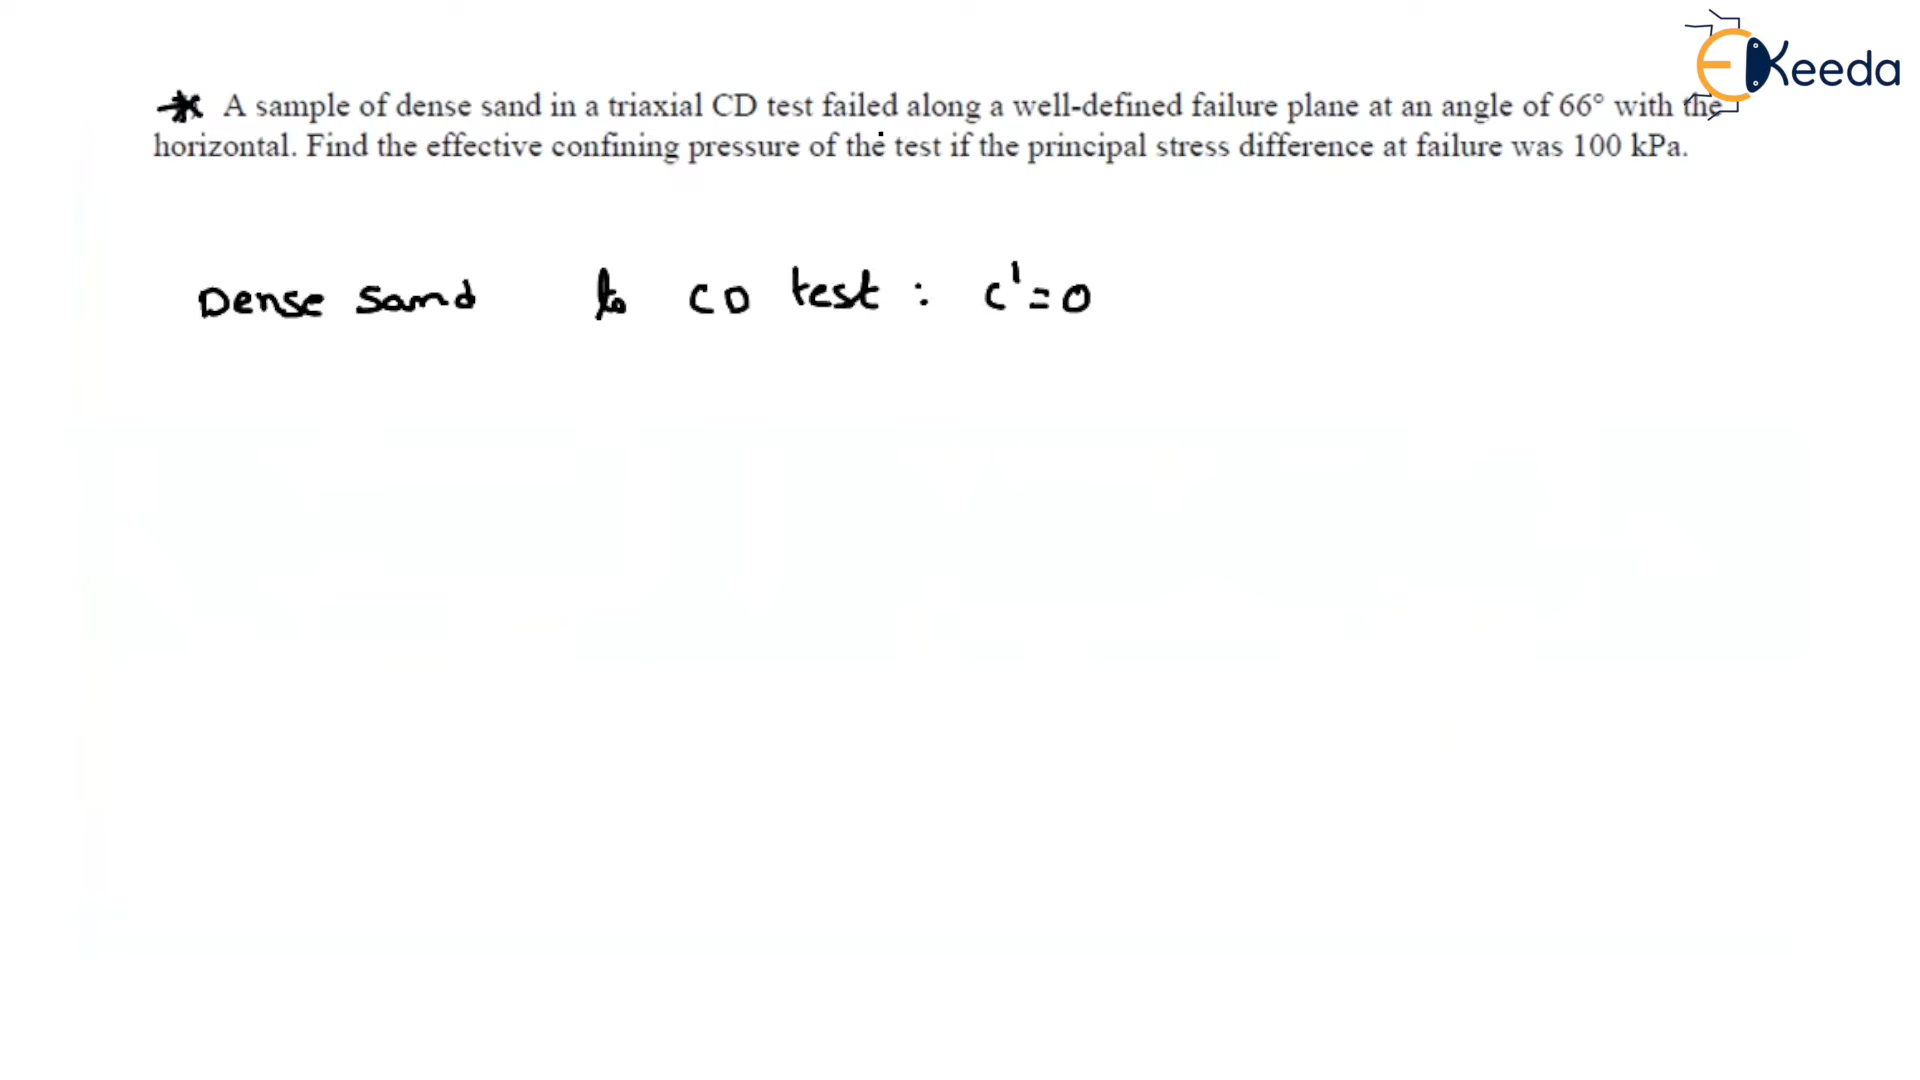 EKeeda
A sample of dense sand in a triaxial CD test failed along a well-defined failure plane at an angle of 66° with the
horizontal. Find the effective confining pressure of the test if the principal stress difference at failure was 100 kPa.
Dense sand & CD test : c'=0